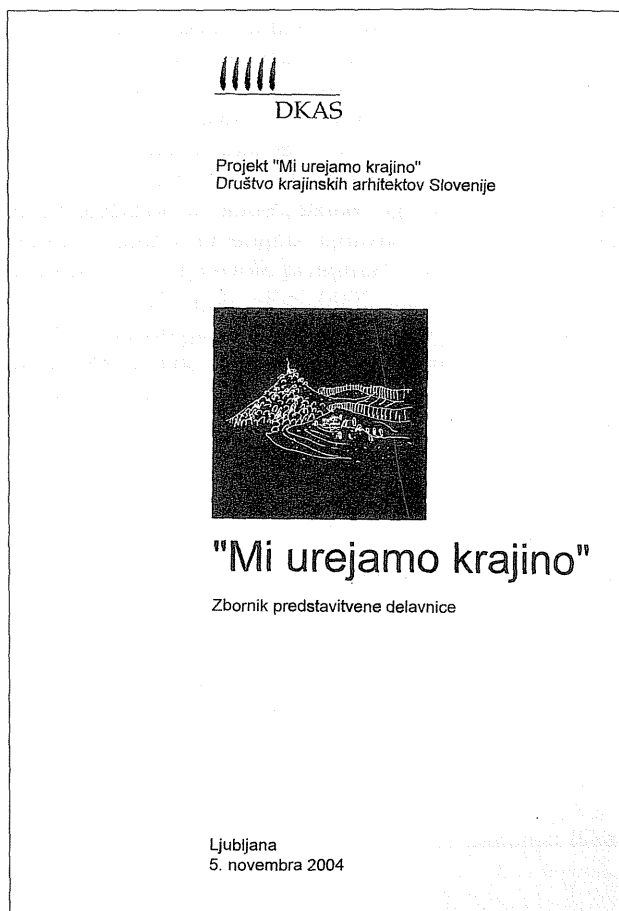 DKAS
Projekt "Mi urejamo krajino"
Društvo krajinskih arhitektov Slovenije
"Mi urejamo krajino"
Zbornik predstavitvene delavnice
Ljubljana
5. novembra 2004